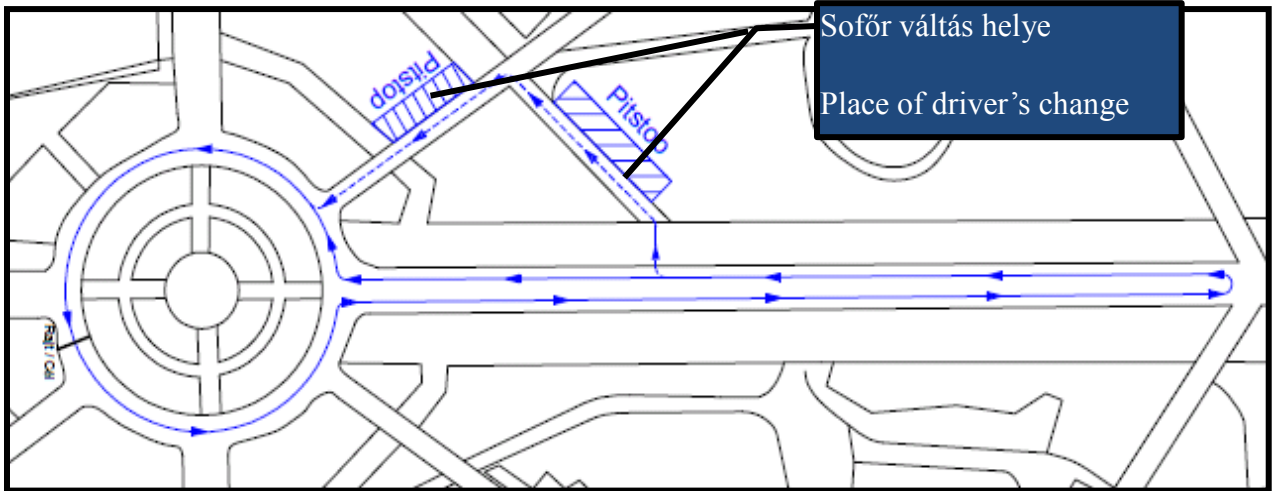 Sofőr váltás helye
Place of driver's change
Pitstop
Pitstop
Rajt / Cél